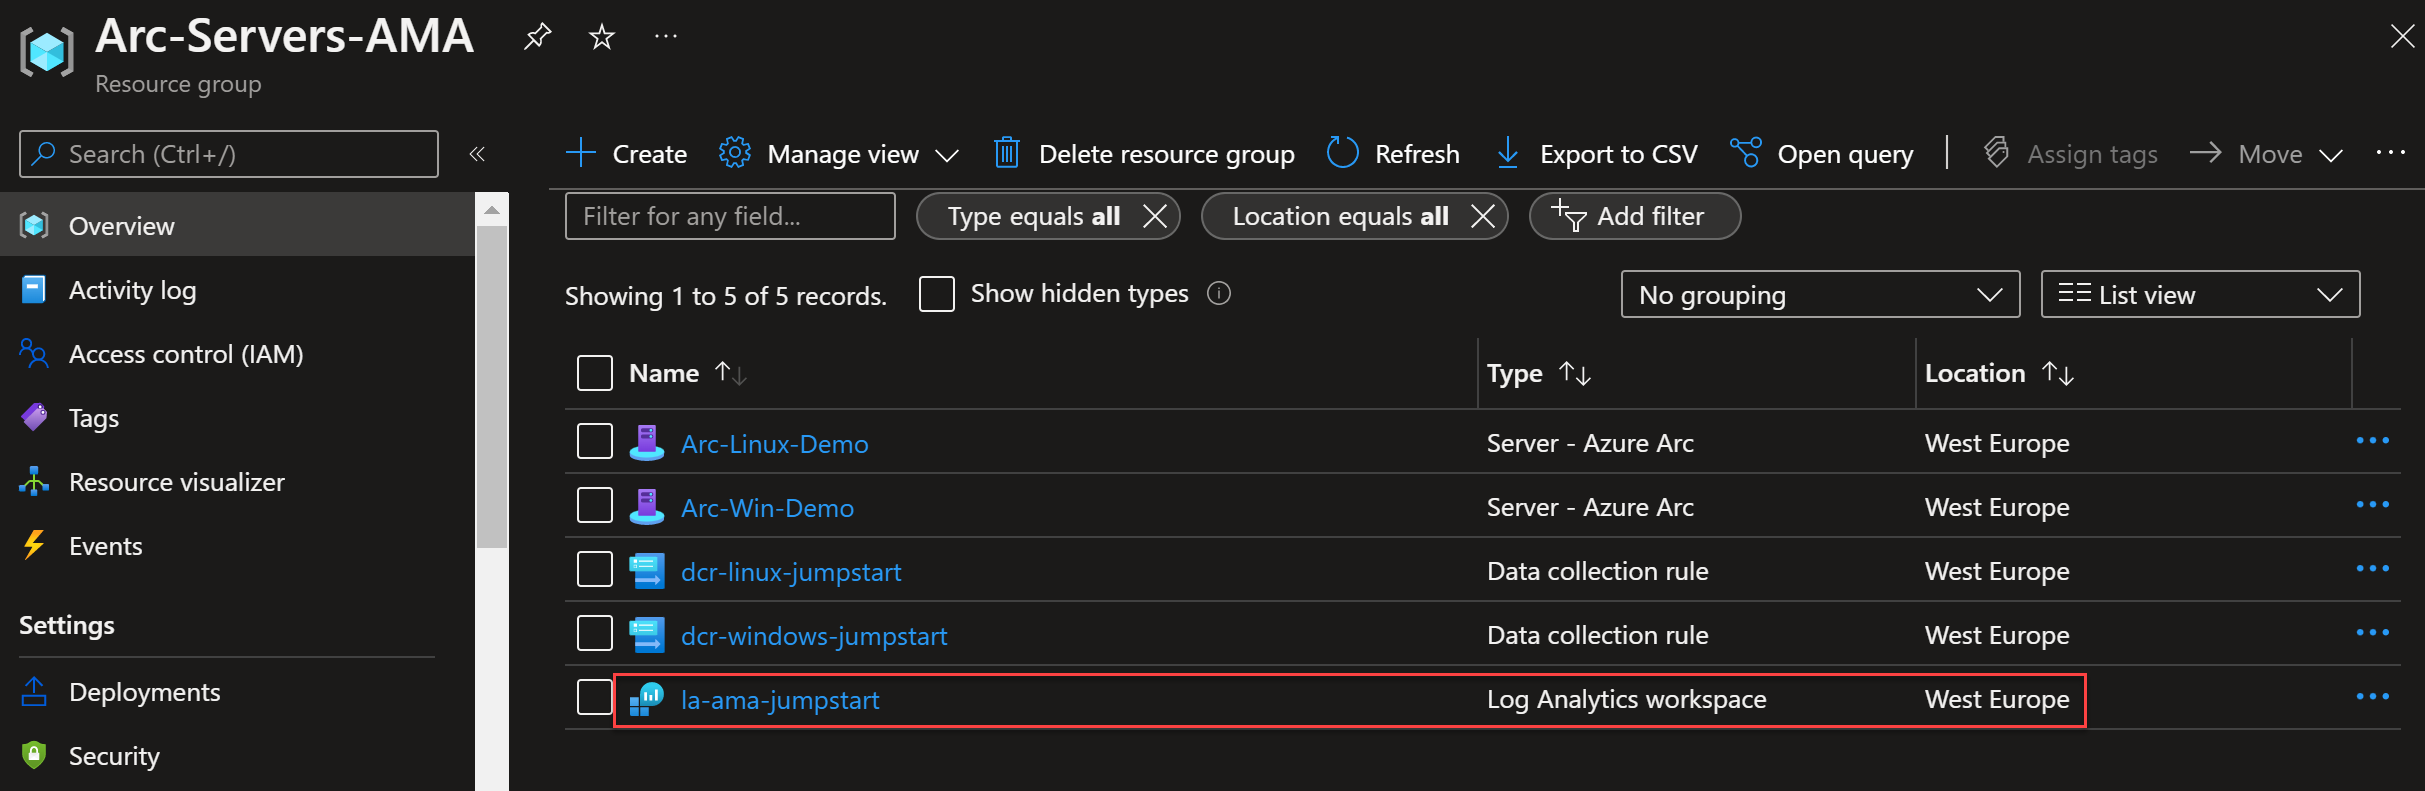 Arc-Servers-AMA
Resource group
Search (Ctrl+/)
Overview
Activity log
Access control (IAM)
Tags
Resource visualizer
Events
Settings
Deployments
Security
Create
Manage view
Delete resource group
Refresh
Export to CSV
Open query
Assign tags
Move
Filter for any field...
Type equals all
Location equals all
Add filter
Showing 1 to 5 of 5 records.
Show hidden types
No grouping
List view
Name Type Location
Arc-Linux-Demo Server - Azure Arc West Europe
Arc-Win-Demo Server - Azure Arc West Europe
dcr-linux-jumpstart Data collection rule West Europe
dcr-windows-jumpstart Data collection rule West Europe
la-ama-jumpstart Log Analytics workspace West Europe